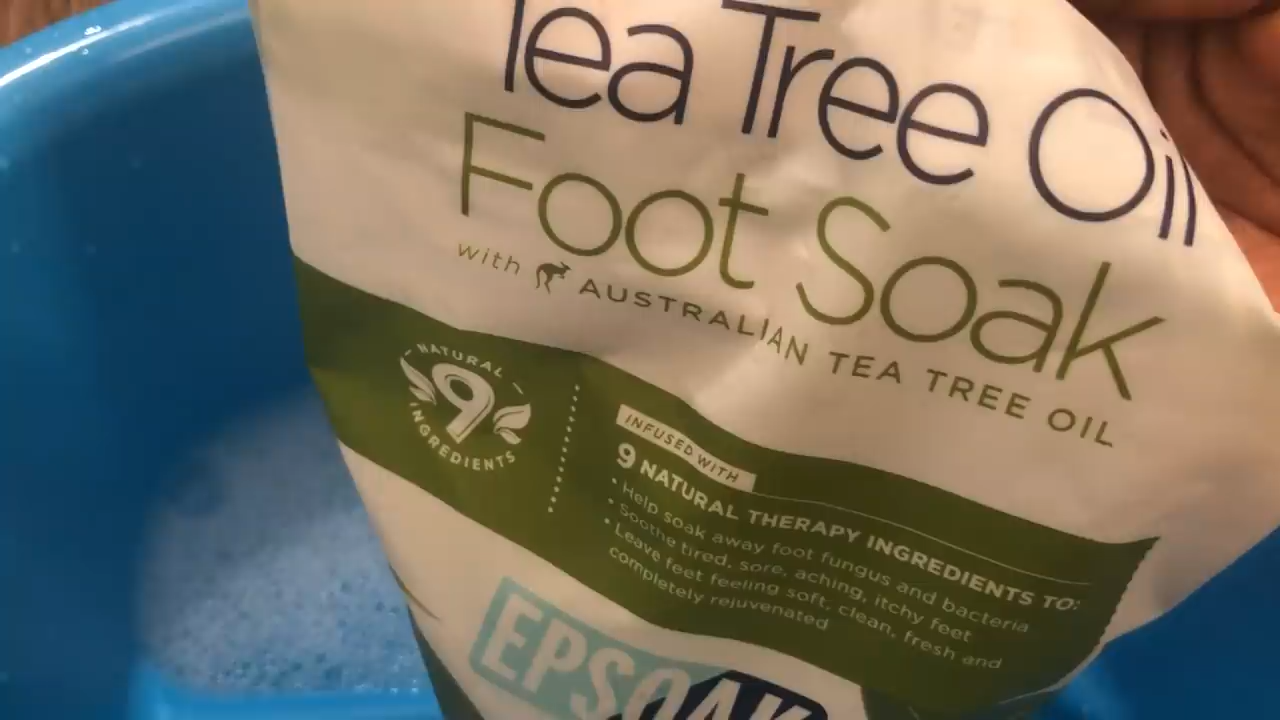 Tea Tree Oil
Foot Soak
with AUSTRALIAN TEA TREE OIL
NATURAL
9
INGREDIENTS
INFUSED WITH
9 NATURAL THERAPY INGREDIENTS TO:
• Help soak away foot fungus and bacteria
• Soothe tired, sore, aching, itchy feet
• Leave feet feeling soft, clean, fresh and
completely rejuvenated
EPSOAK